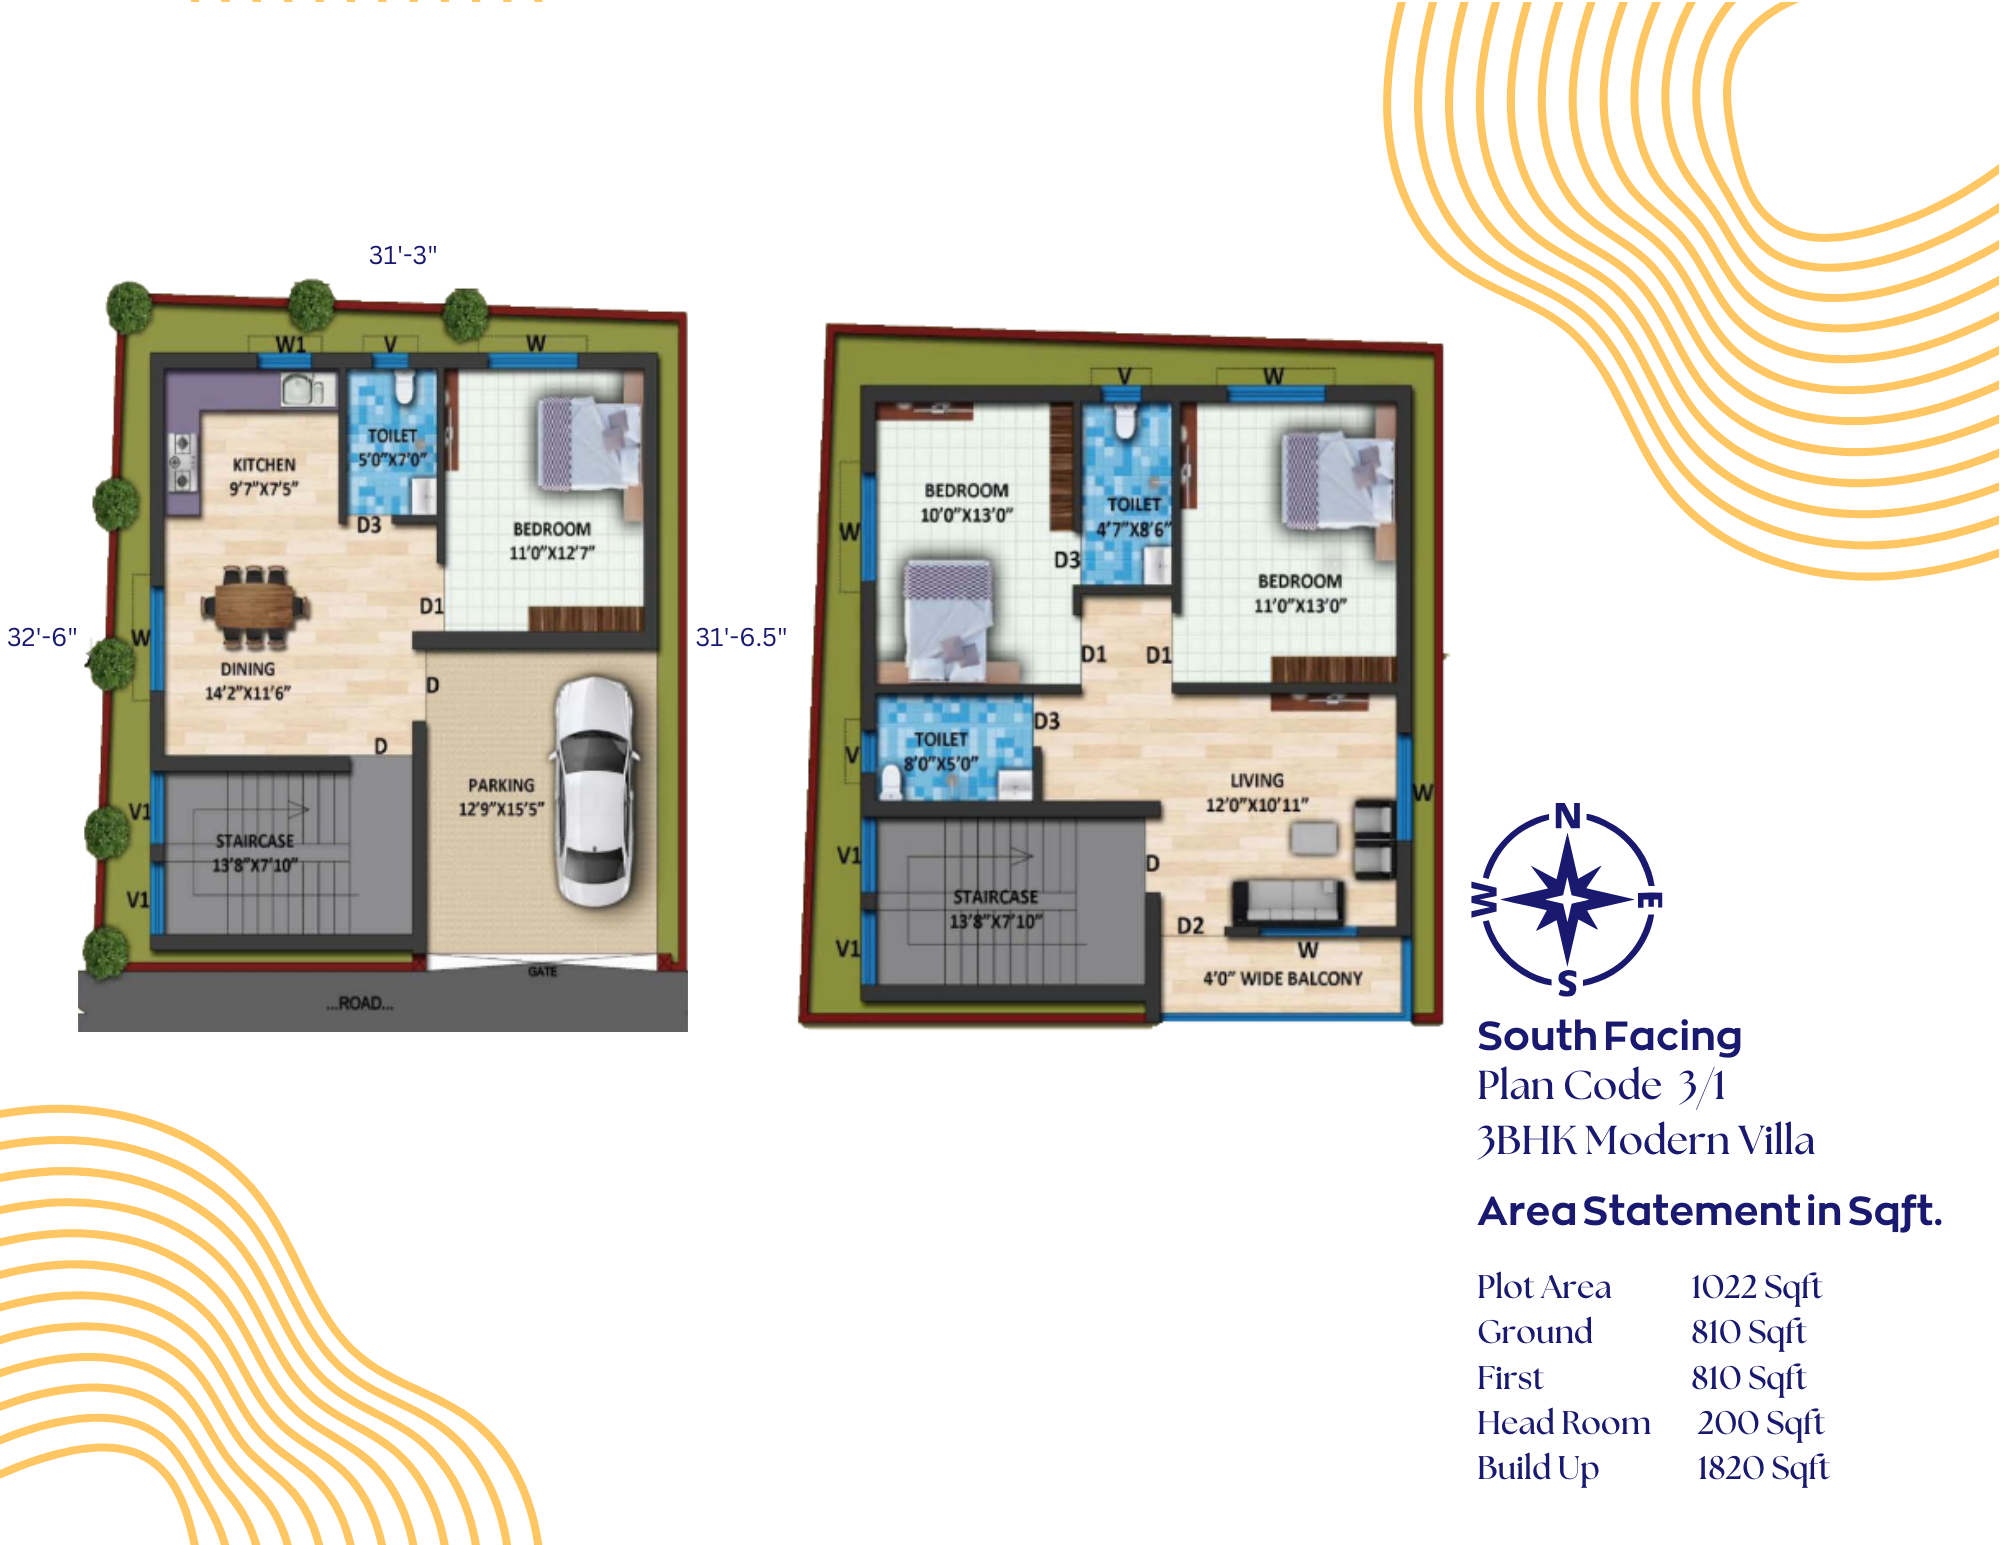 31'-3"
W1
V
W
TOILET
5'0"X7'0"
KITCHEN
9'7"X7'5"
D3
BEDROOM
11'0"X12'7"
D1
32'-6"
W
31'-6.5"
DINING
14'2"X11'6"
D
D
PARKING
12'9"X15'5"
V1
STAIRCASE
13'8"X7'10"
V1
GATE
...ROAD...
V
W
BEDROOM
10'0"X13'0"
TOILET
4'7"X8'6"
W
D3
BEDROOM
11'0"X13'0"
D1
D1
D3
TOILET
8'0"X5'0"
V
LIVING
12'0"X10'11"
W
V1
D
STAIRCASE
13'8"X7'10"
D2
V1
W
4'0" WIDE BALCONY
N
W
E
S
South Facing
Plan Code 3/1
3BHK Modern Villa
Area Statement in Sqft.
Plot Area 1022 Sqft
Ground 810 Sqft
First 810 Sqft
Head Room 200 Sqft
Build Up 1820 Sqft